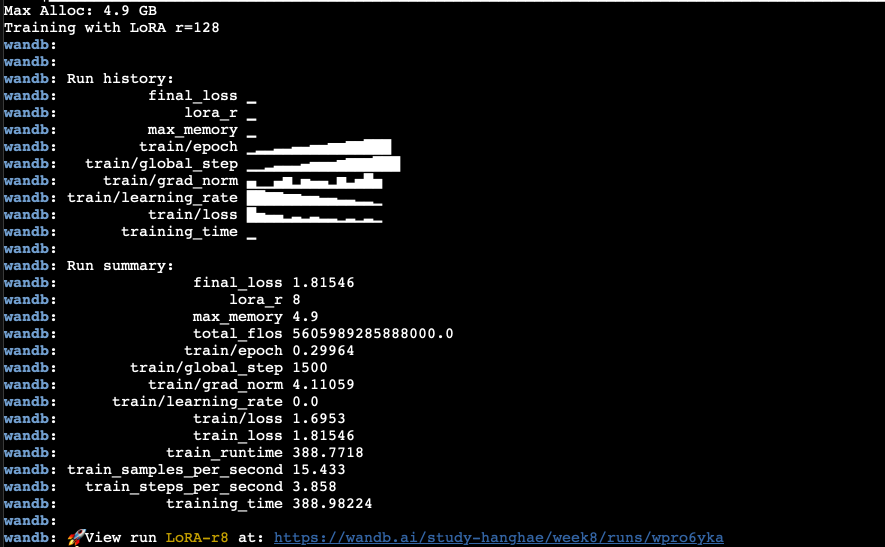 Max Alloc: 4.9 GB
Training with LoRA r=128
wandb:
wandb:
wandb: Run history:
wandb: final_loss
wandb: lora_r
wandb: max_memory
wandb: train/epoch
wandb: train/global_step
wandb: train/grad_norm
wandb: train/learning_rate
wandb: train/loss
wandb: training_time
wandb:
wandb: Run summary:
wandb: final_loss 1.81546
wandb: lora_r 8
wandb: max_memory 4.9
wandb: total_flos 5605989285888000.0
wandb: train/epoch 0.29964
wandb: train/global_step 1500
wandb: train/grad_norm 4.11059
wandb: train/learning_rate 0.0
wandb: train/loss 1.6953
wandb: train_loss 1.81546
wandb: train_runtime 388.7718
wandb: train_samples_per_second 15.433
wandb: train_steps_per_second 3.858
wandb: training_time 388.98224
wandb:
wandb: 🚀View run LoRA-r8 at: https://wandb.ai/study-hanghae/week8/runs/wpro6yka